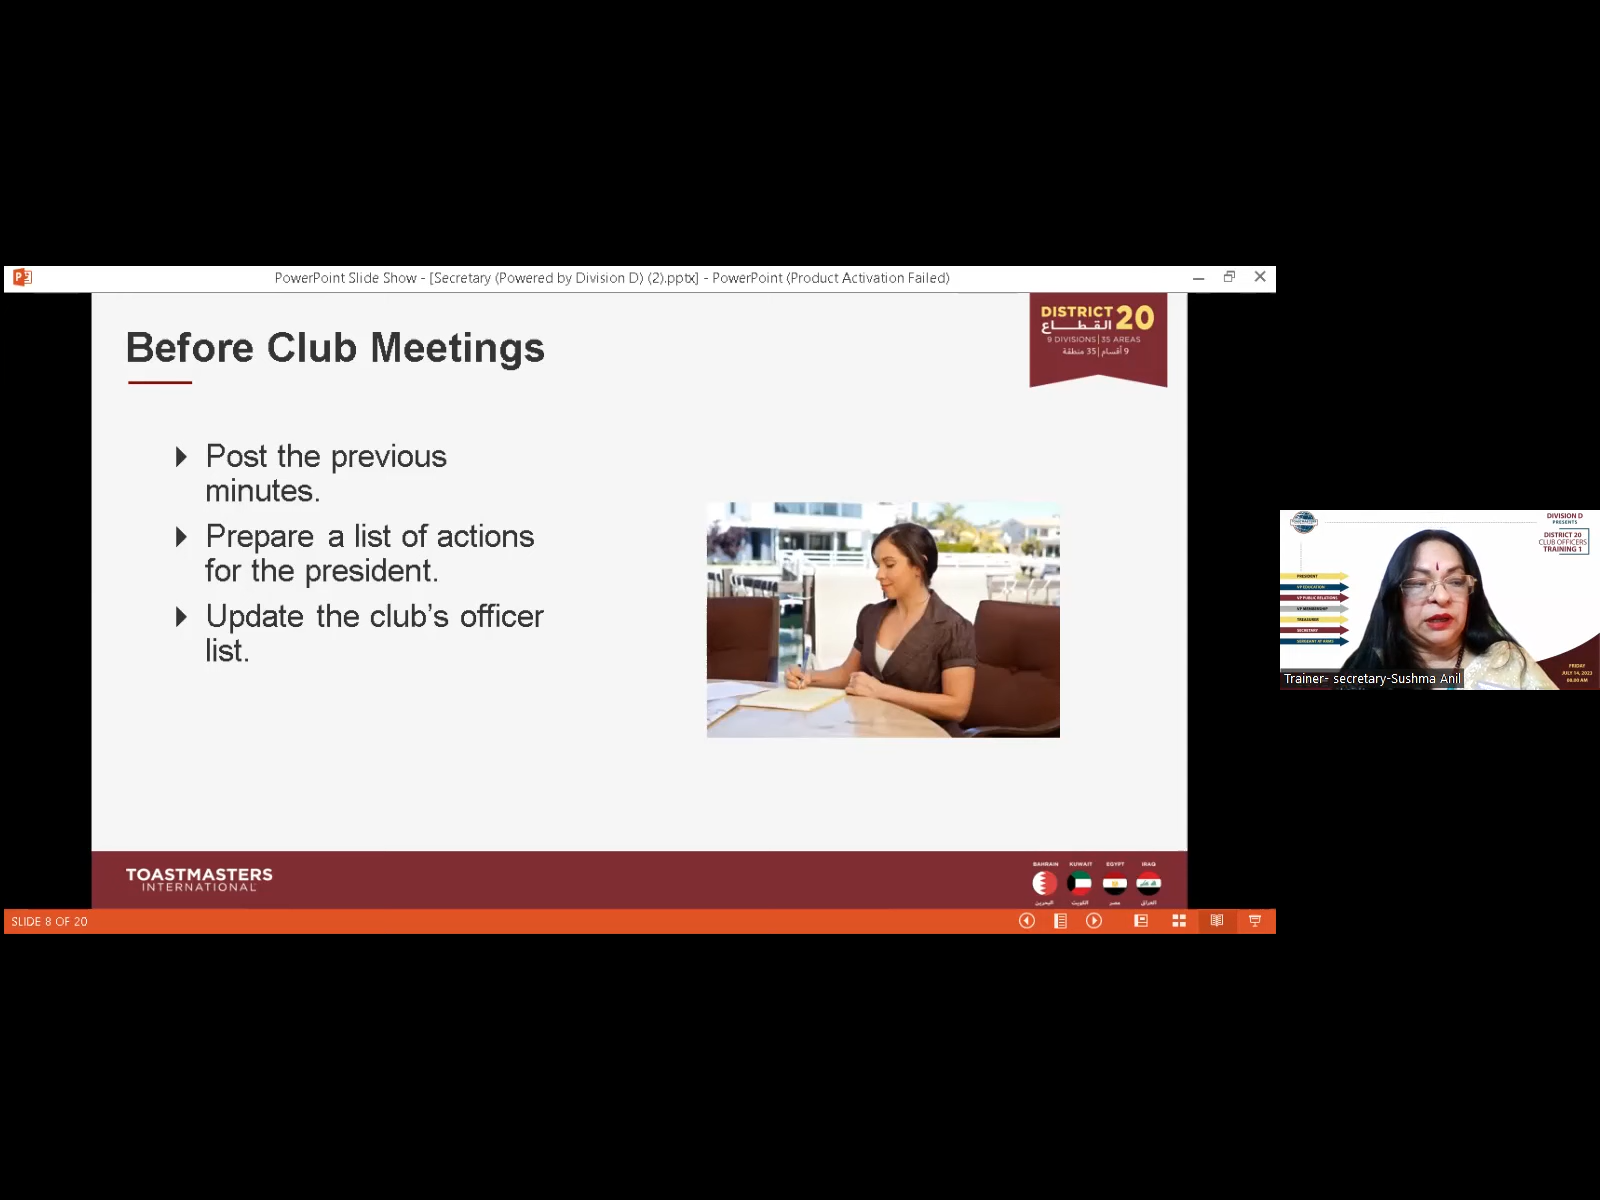 PowerPoint Slide Show - [Secretary (Powered by Division D) (2).pptx] - PowerPoint (Product Activation Failed)
Before Club Meetings
DISTRICT 20
القطاع
9 DIVISIONS | 35 AREAS
9 أقسام | 35 منطقة
Post the previous
minutes.
Prepare a list of actions
for the president.
Update the club’s officer
list.
TOASTMASTERS
INTERNATIONAL
BAHRAIN KUWAIT EGYPT IRAQ
البحرين الكويت مصر العراق
SLIDE 8 OF 20
TOASTMASTERS
DIVISION D
PRESENTS
DISTRICT 20
CLUB OFFICERS
TRAINING 1
PRESIDENT
VP EDUCATION
VP PUBLIC RELATIONS
VP MEMBERSHIP
TREASURER
SECRETARY
SERGEANT AT ARMS
FRIDAY
JULY 14, 2023
Trainer- secretary-Sushma Anil